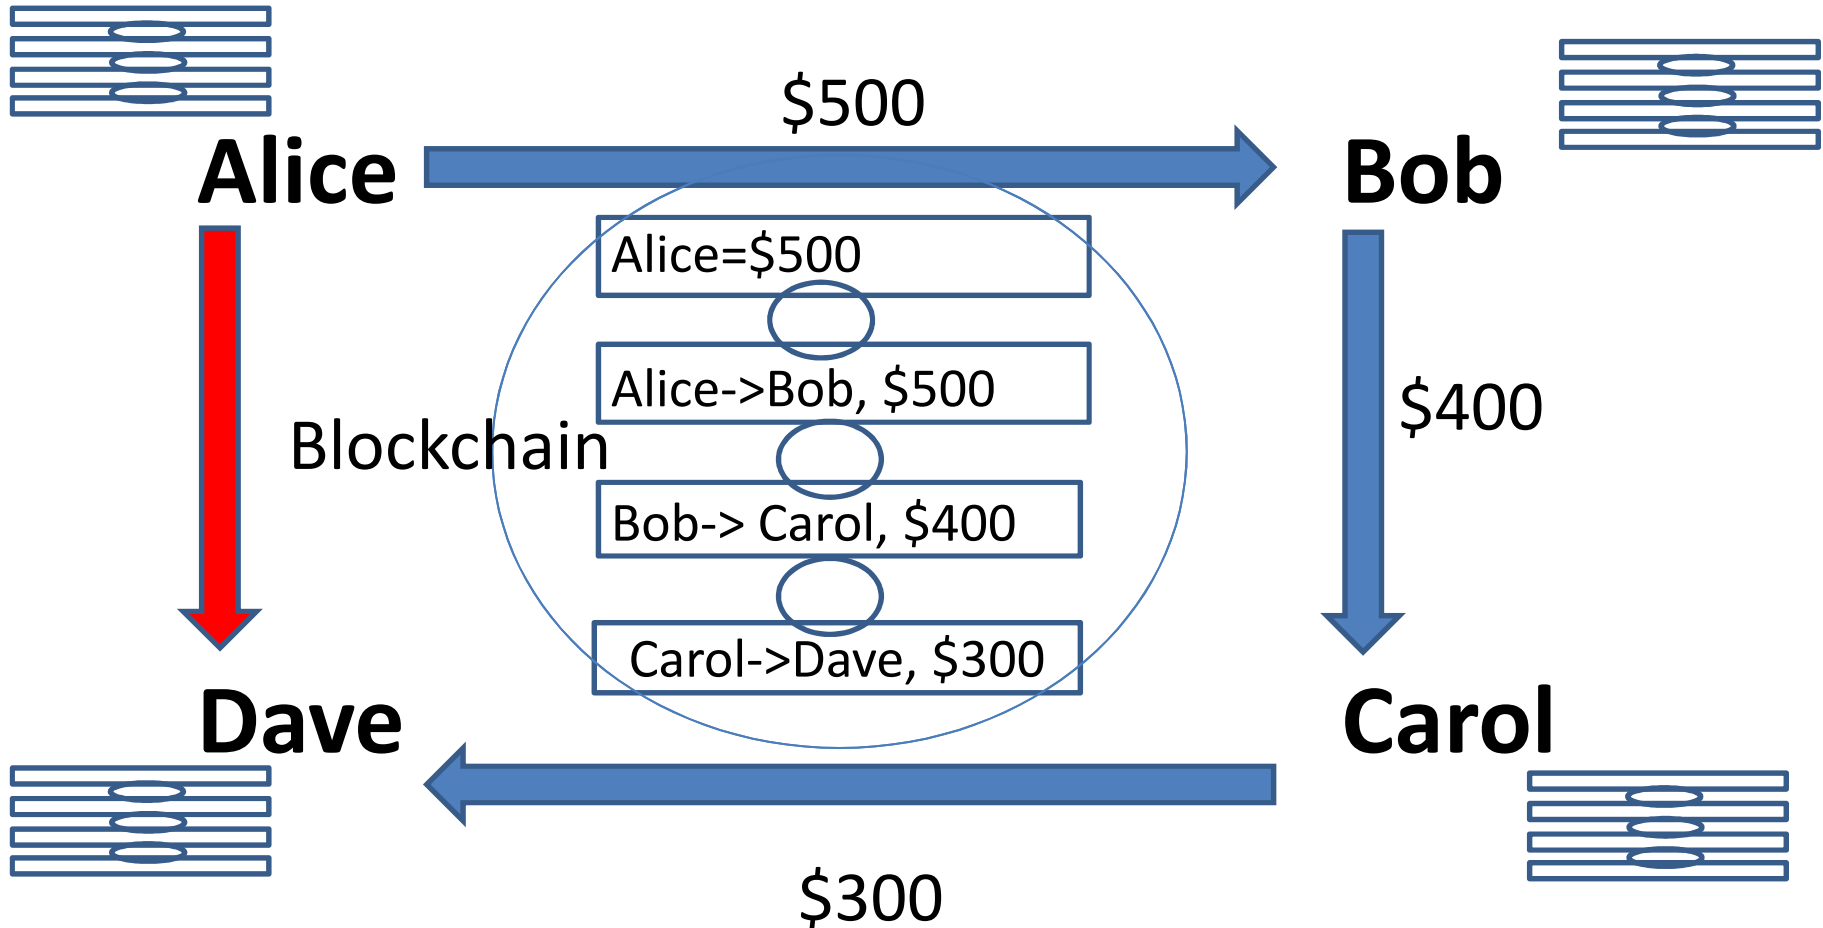 $500
Alice
Bob
Alice=$500
Alice->Bob, $500
$400
Blockchain
Bob-> Carol, $400
Carol->Dave, $300
Dave
Carol
$300